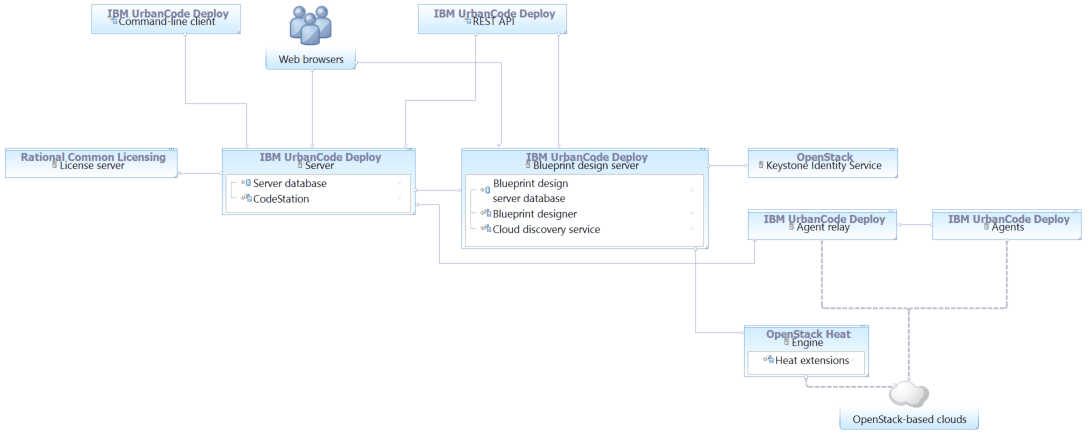 IBM UrbanCode Deploy
Command-line client
IBM UrbanCode Deploy
REST API
Web browsers
Rational Common Licensing
License server
IBM UrbanCode Deploy
Server
Server database
CodeStation
IBM UrbanCode Deploy
Blueprint design server
Blueprint design
server database
Blueprint designer
Cloud discovery service
OpenStack
Keystone Identity Service
IBM UrbanCode Deploy
Agent relay
IBM UrbanCode Deploy
Agents
OpenStack Heat
Engine
Heat extensions
OpenStack-based clouds